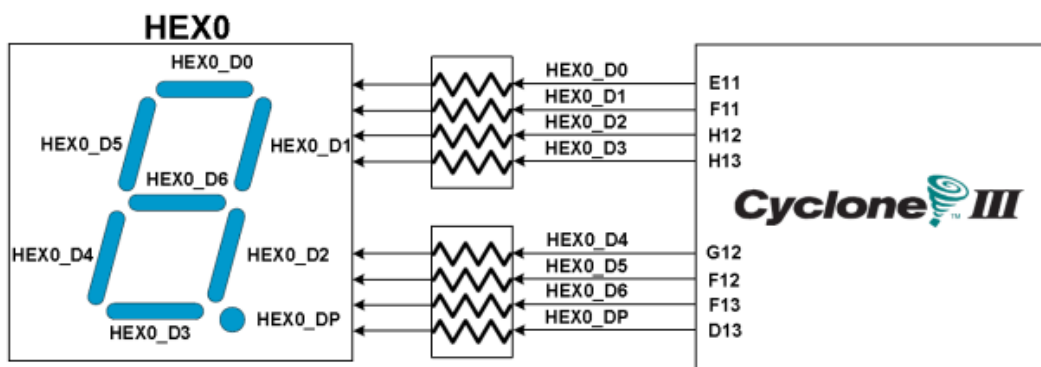 HEX0
HEX0_D0
HEX0_D5
HEX0_D1
HEX0_D6
HEX0_D4
HEX0_D2
HEX0_D3
HEX0_DP
HEX0_D0
HEX0_D1
HEX0_D2
HEX0_D3
HEX0_D4
HEX0_D5
HEX0_D6
HEX0_DP
E11
F11
H12
H13
G12
F12
F13
D13
Cyclone III
TM